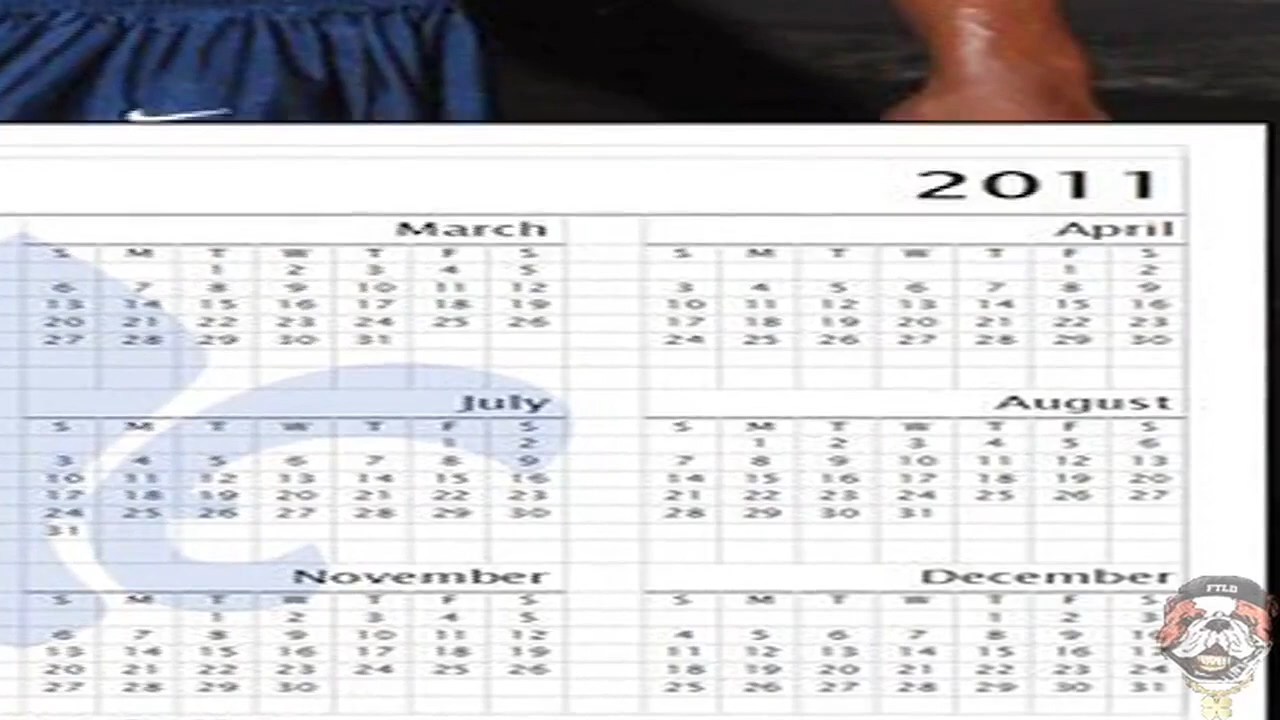 2011
March April
S M T W T F S S M T W T F S
1 2 3 4 5 1 2
6 7 8 9 10 11 12 3 4 5 6 7 8 9
13 14 15 16 17 18 19 10 11 12 13 14 15 16
20 21 22 23 24 25 26 17 18 19 20 21 22 23
27 28 29 30 31 24 25 26 27 28 29 30
July August
S M T W T F S S M T W T F S
1 2 1 2 3 4 5 6
3 4 5 6 7 8 9 7 8 9 10 11 12 13
10 11 12 13 14 15 16 14 15 16 17 18 19 20
17 18 19 20 21 22 23 21 22 23 24 25 26 27
24 25 26 27 28 29 30 28 29 30 31
31
November December
S M T W T F S S M T W T F S
1 2 3 4 5 1 2 3
6 7 8 9 10 11 12 4 5 6 7 8 9
13 14 15 16 17 18 19 11 12 13 14 15 16
20 21 22 23 24 25 26 18 19 20 21 22 23 24
27 28 29 30 25 26 27 28 29 30 31
FTLD